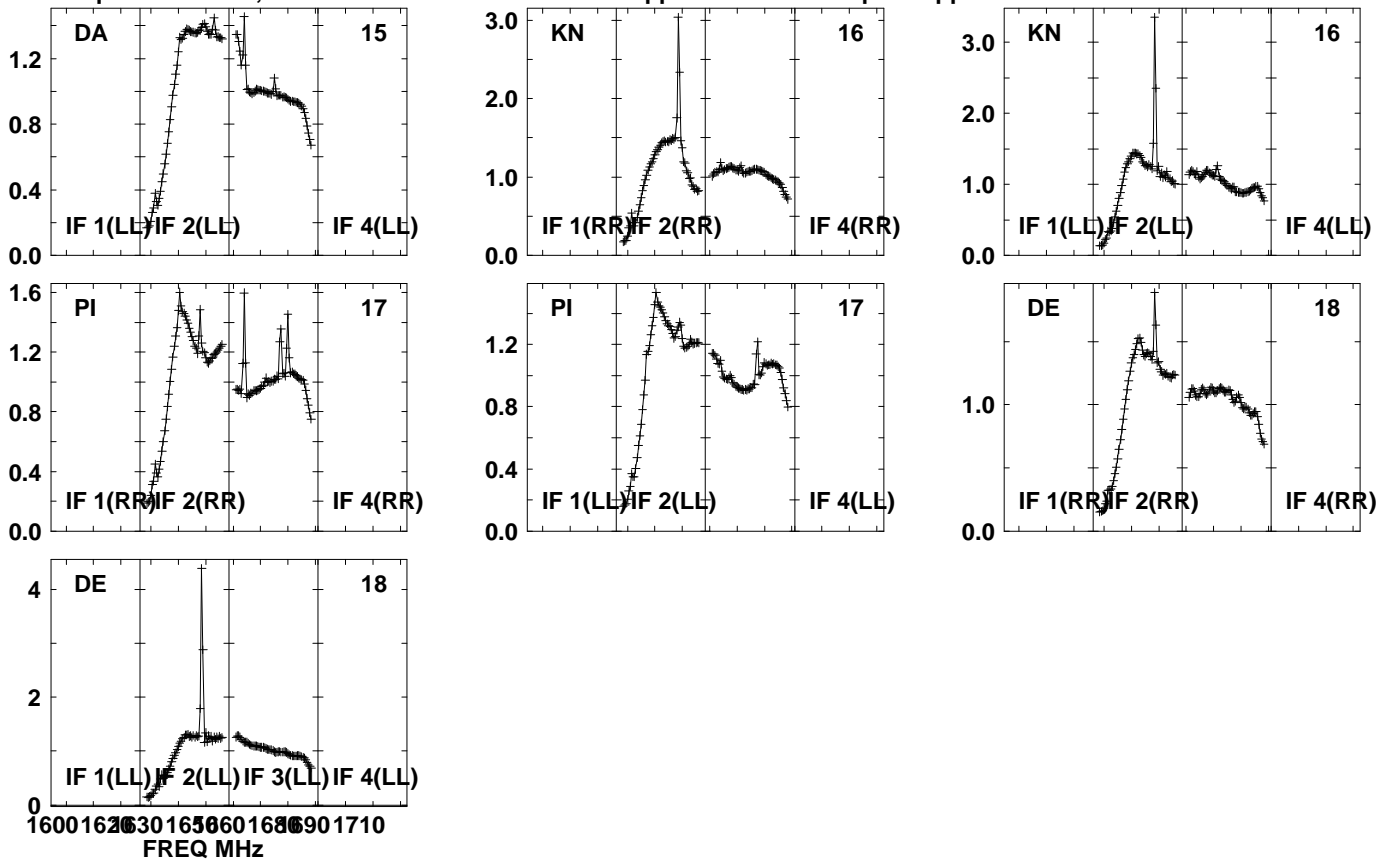 DA 15
1.2
0.8
0.4
0.0
IF 1(LL) IF 2(LL) IF 4(LL)
KN 16
3.0
2.0
1.0
0.0
IF 1(RR) IF 2(RR) IF 4(RR)
KN 16
3.0
2.0
1.0
0.0
IF 1(LL) IF 2(LL) IF 4(LL)
PI 17
1.6
1.2
0.8
0.4
0.0
IF 1(RR) IF 2(RR) IF 4(RR)
PI 17
1.2
0.8
0.4
0.0
IF 1(LL) IF 2(LL) IF 4(LL)
DE 18
1.0
0.0
IF 1(RR) IF 2(RR) IF 4(RR)
DE 18
4
2
0
IF 1(LL) IF 2(LL) IF 3(LL) IF 4(LL)
1600 1620 1630 1650 1660 1680 1690 1710
FREQ MHz